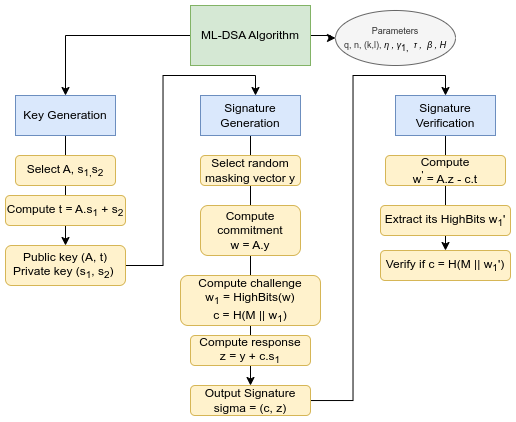 ML-DSA Algorithm
Parameters
q, n, (k,l), η , γ₁, τ , β , H
Key Generation
Select A, s₁,s₂
Compute t = A.s₁ + s₂
Public key (A, t)
Private key (s₁, s₂)
Signature
Generation
Select random
masking vector y
Compute
commitment
w = A.y
Compute challenge
w₁ = HighBits(w)
c = H(M || w₁)
Compute response
z = y + c.s₁
Output Signature
sigma = (c, z)
Signature
Verification
Compute
w' = A.z - c.t
Extract its HighBits w₁'
Verify if c = H(M || w₁')